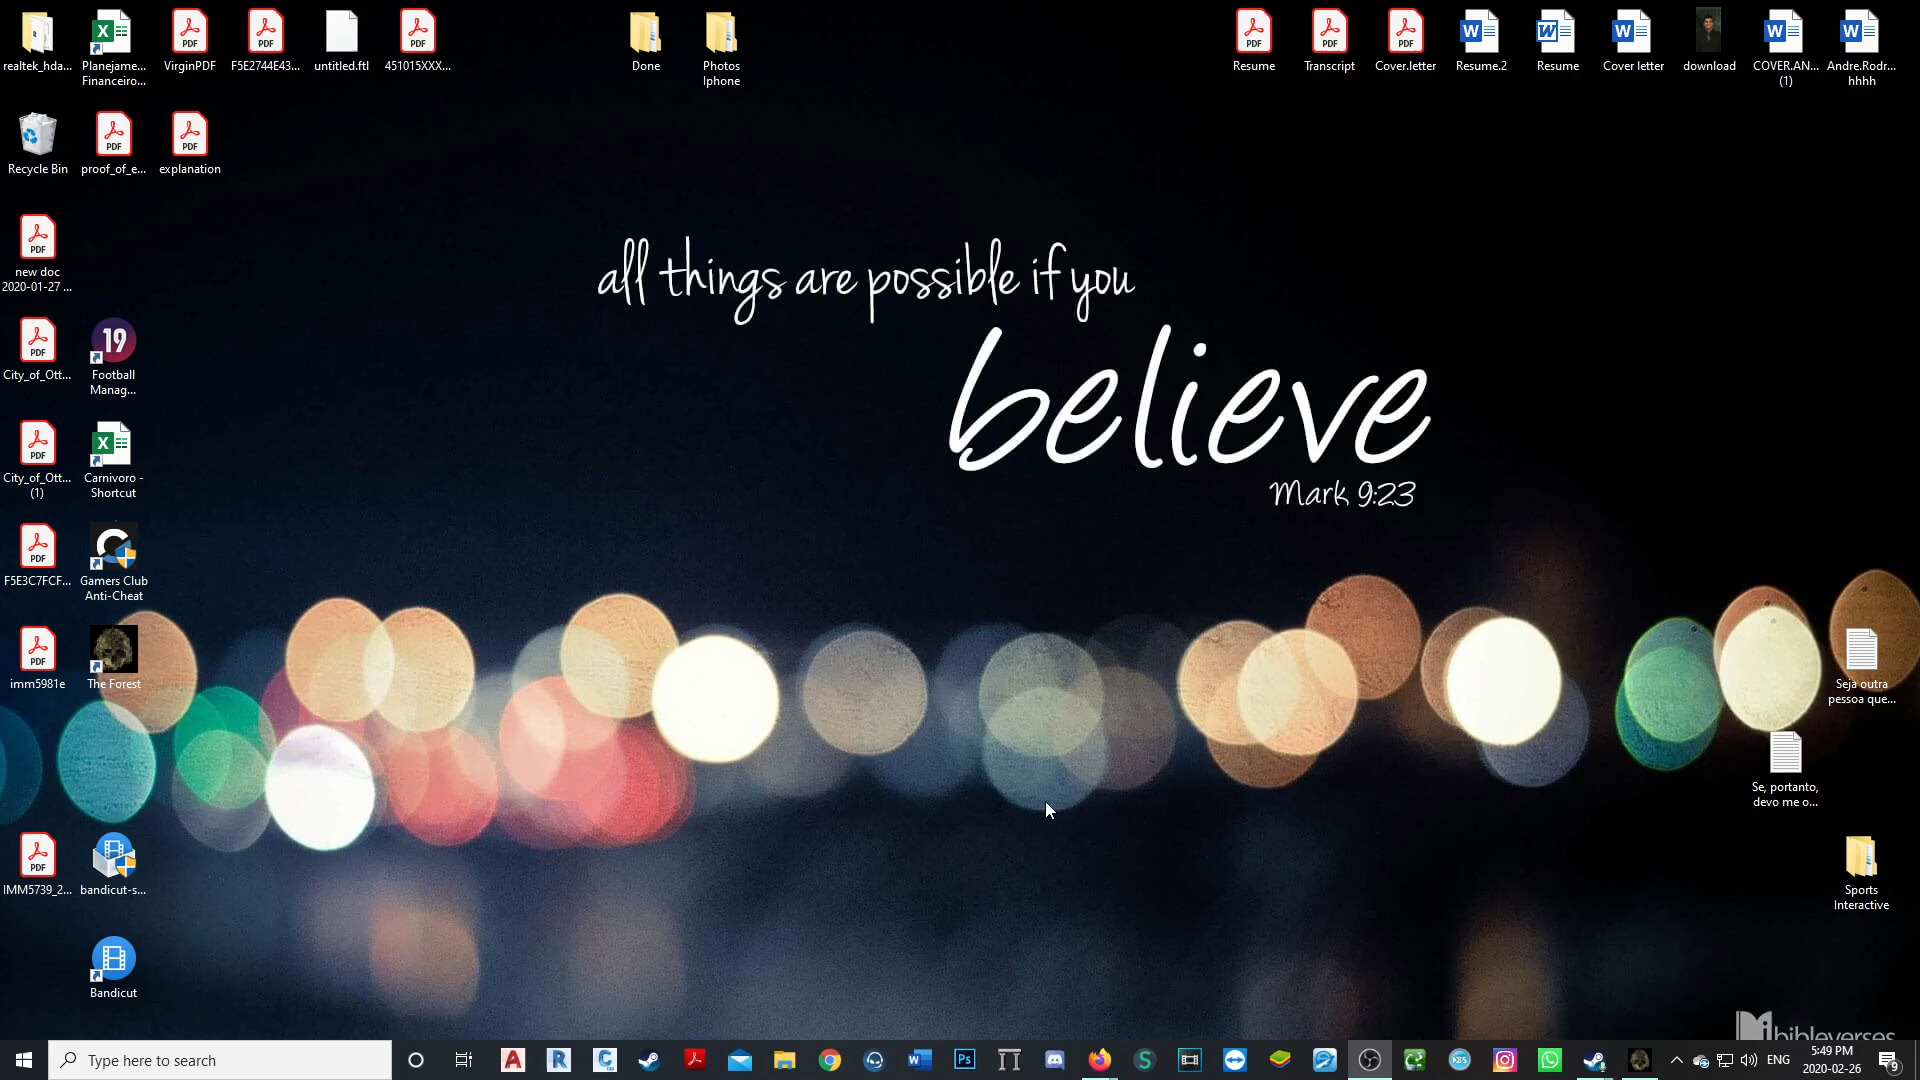 realtek_hda...
Planejame...
Financeiro...
VirginPDF
F5E2744E43...
untitled.ftl
451015XXX...
Done
Photos
Iphone
Resume
Transcript
Cover.letter
Resume.2
Resume
Cover letter
download
COVER.AN...
(1)
Andre.Rodr...
hhhh
Recycle Bin
proof_of_e...
explanation
new doc
2020-01-27 ...
City_of_Ott...
19
Football
Manag...
City_of_Ott...
(1)
Carnivoro -
Shortcut
F5E3C7FCF...
Gamers Club
Anti-Cheat
imm5981e
The Forest
IMM5739_2...
bandicut-s...
Bandicut
all things are possible if you
believe
Mark 9:23
Seja outra
pessoa que...
Se, portanto,
devo me o...
Sports
Interactive
bibleverses
Type here to search
ENG
5:49 PM
2020-02-26
9